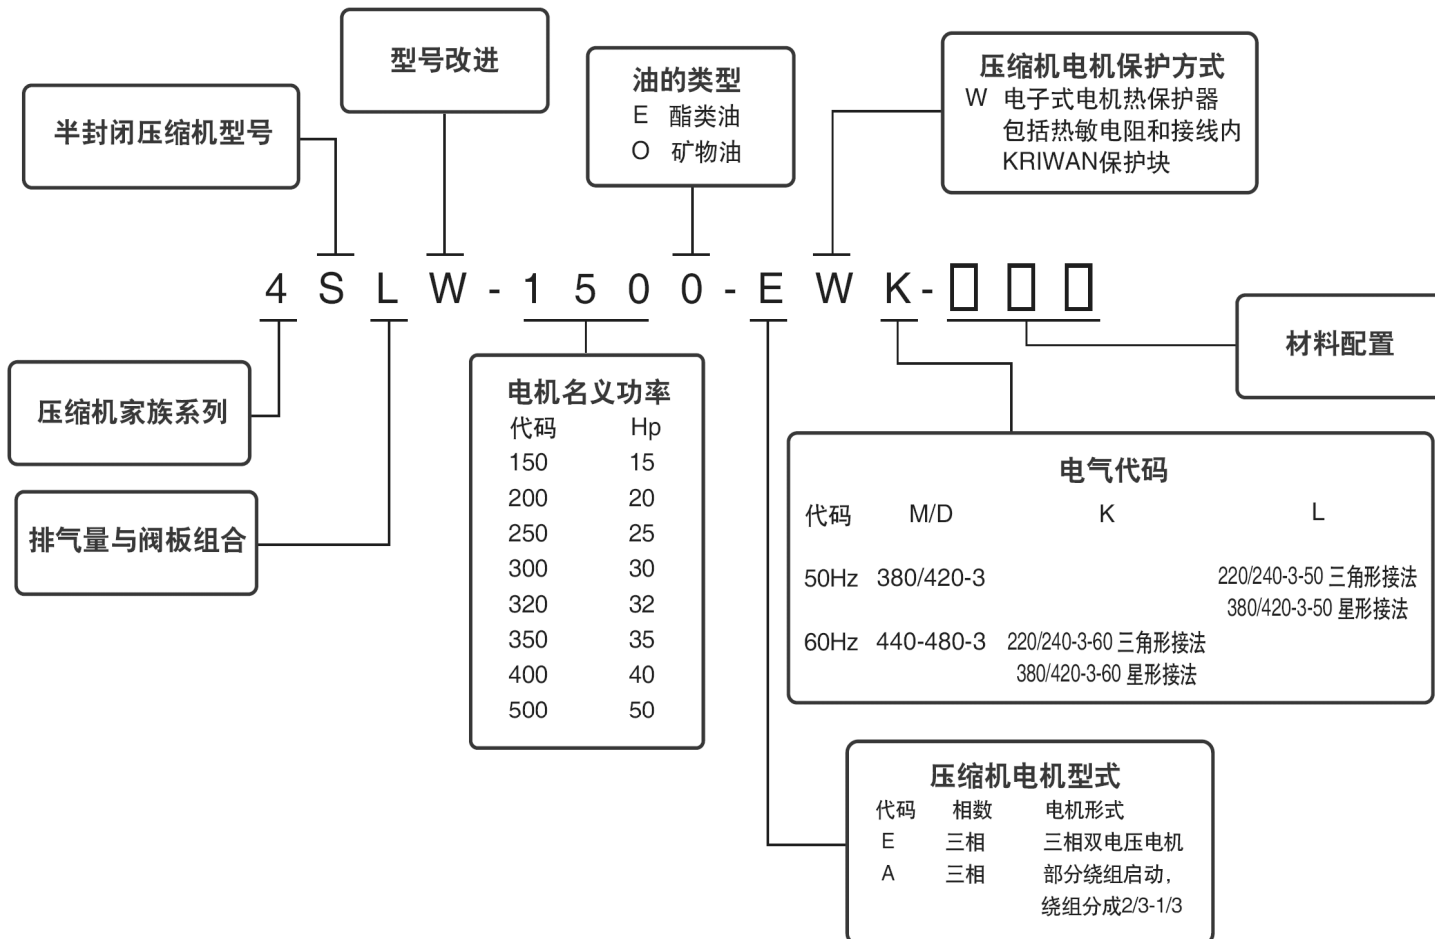 型号改进
半封闭压缩机型号
油的类型
E 酯类油
O 矿物油
压缩机电机保护方式
W 电子式电机热保护器
包括热敏电阻和接线内
KRIWAN保护块
4 S L W - 1 5 0 0 - E W K - □ □ □
压缩机家族系列
排气量与阀板组合
电机名义功率
代码 Hp
150 15
200 20
250 25
300 30
320 32
350 35
400 40
500 50
材料配置
电气代码
代码 M/D K L
50Hz 380/420-3 220/240-3-50 三角形接法
380/420-3-50 星形接法
60Hz 440-480-3 220/240-3-60 三角形接法
380/420-3-60 星形接法
压缩机电机型式
代码 相数 电机形式
E 三相 三相双电压电机
A 三相 部分绕组启动，
绕组分成2/3-1/3